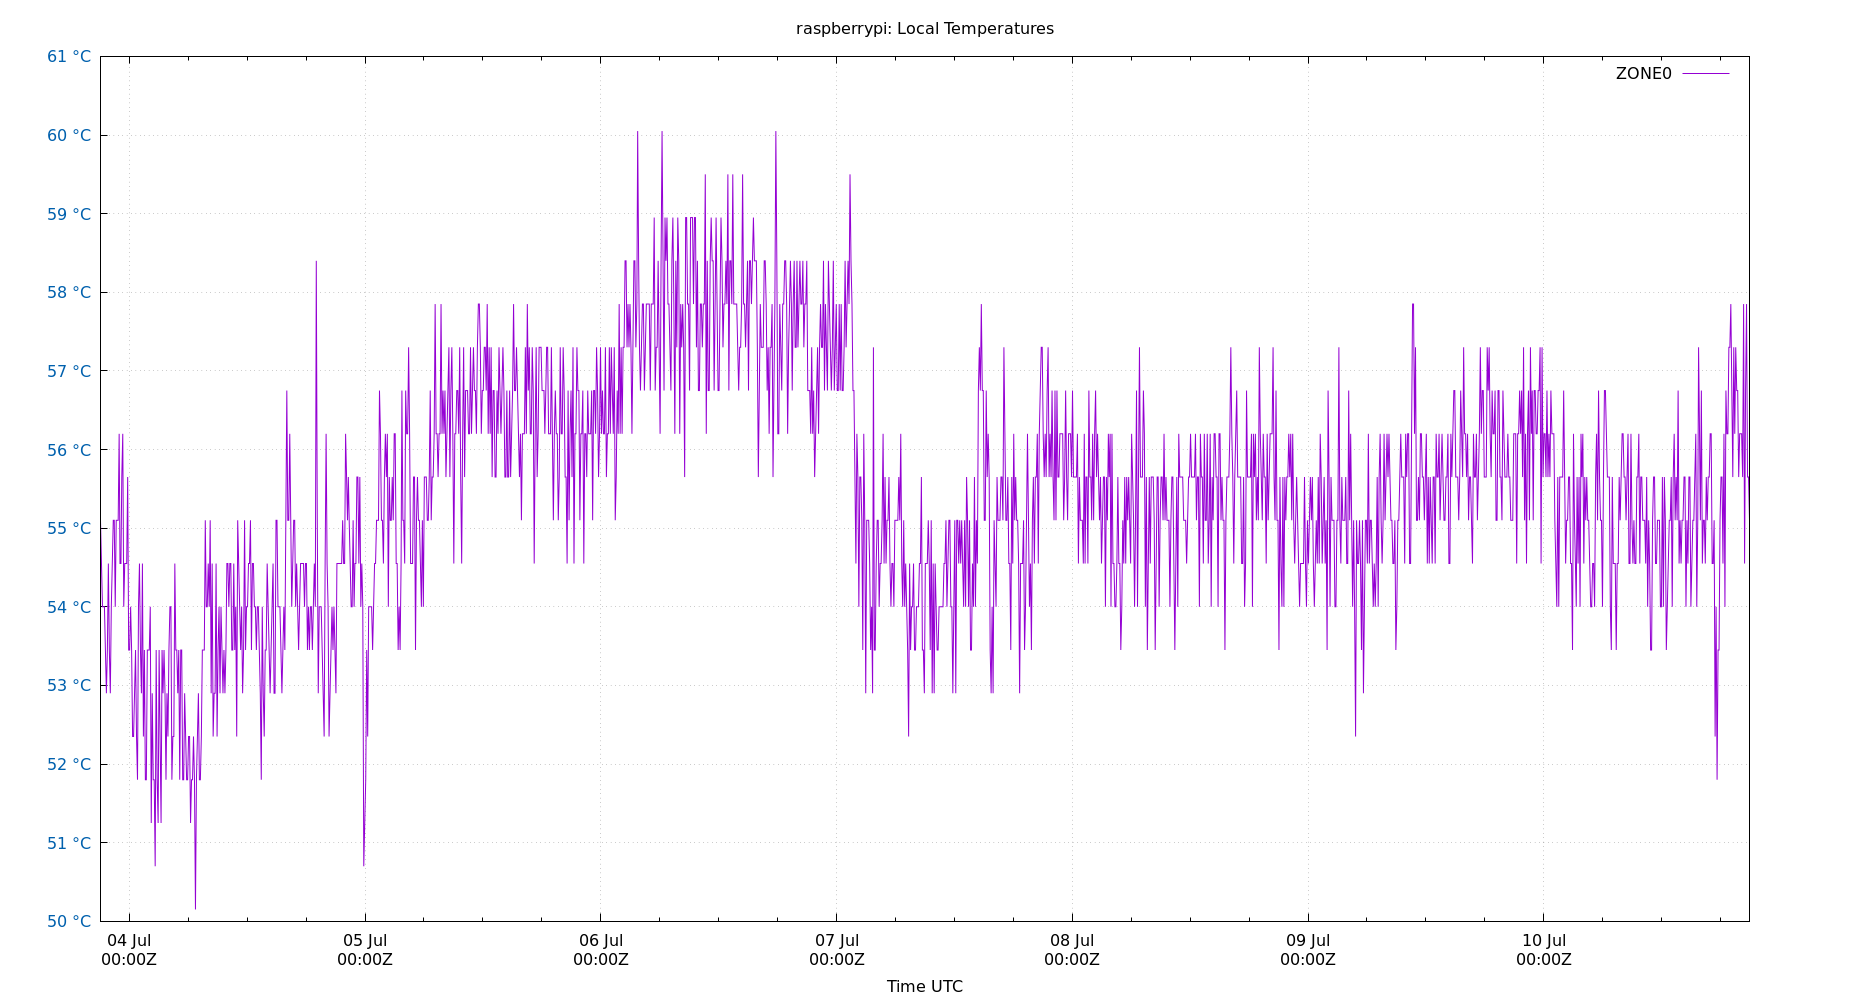 raspberrypi: Local Temperatures
61 °C
ZONE0
60 °C
59 °C
58 °C
57 °C
56 °C
55 °C
54 °C
53 °C
52 °C
51 °C
50 °C
04 Jul 05 Jul 06 Jul 07 Jul 08 Jul 09 Jul 10 Jul
00:00Z 00:00Z 00:00Z 00:00Z 00:00Z 00:00Z 00:00Z
Time UTC